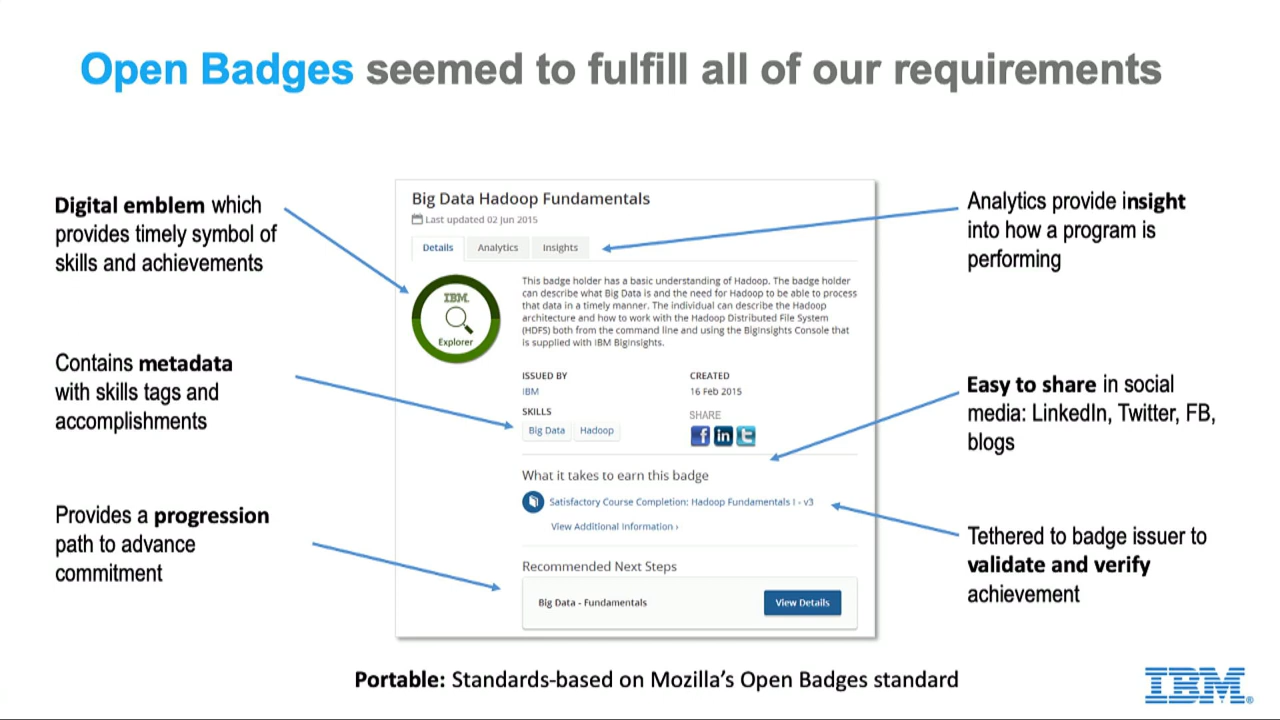 Open Badges seemed to fulfill all of our requirements
Digital emblem which
provides timely symbol of
skills and achievements
Contains metadata
with skills tags and
accomplishments
Provides a progression
path to advance
commitment
Big Data Hadoop Fundamentals
Last updated 02 Jun 2015
Details
Analytics
Insights
IBM.
Explorer
This badge holder has a basic understanding of Hadoop. The badge holder
can describe what Big Data is and the need for Hadoop to be able to process
that data in a timely manner. The individual can describe the Hadoop
architecture and how to work with the Hadoop Distributed File System
(HDFS) both from the command line and using the BigInsights Console that
is supplied with IBM BigInsights.
ISSUED BY
IBM
CREATED
16 Feb 2015
SKILLS
Big Data
Hadoop
SHARE
f in t
What it takes to earn this badge
Satisfactory Course Completion: Hadoop Fundamentals I - v3
View Additional Information ›
Recommended Next Steps
Big Data - Fundamentals
View Details
Analytics provide insight
into how a program is
performing
Easy to share in social
media: LinkedIn, Twitter, FB,
blogs
Tethered to badge issuer to
validate and verify
achievement
Portable: Standards-based on Mozilla's Open Badges standard
IBM®